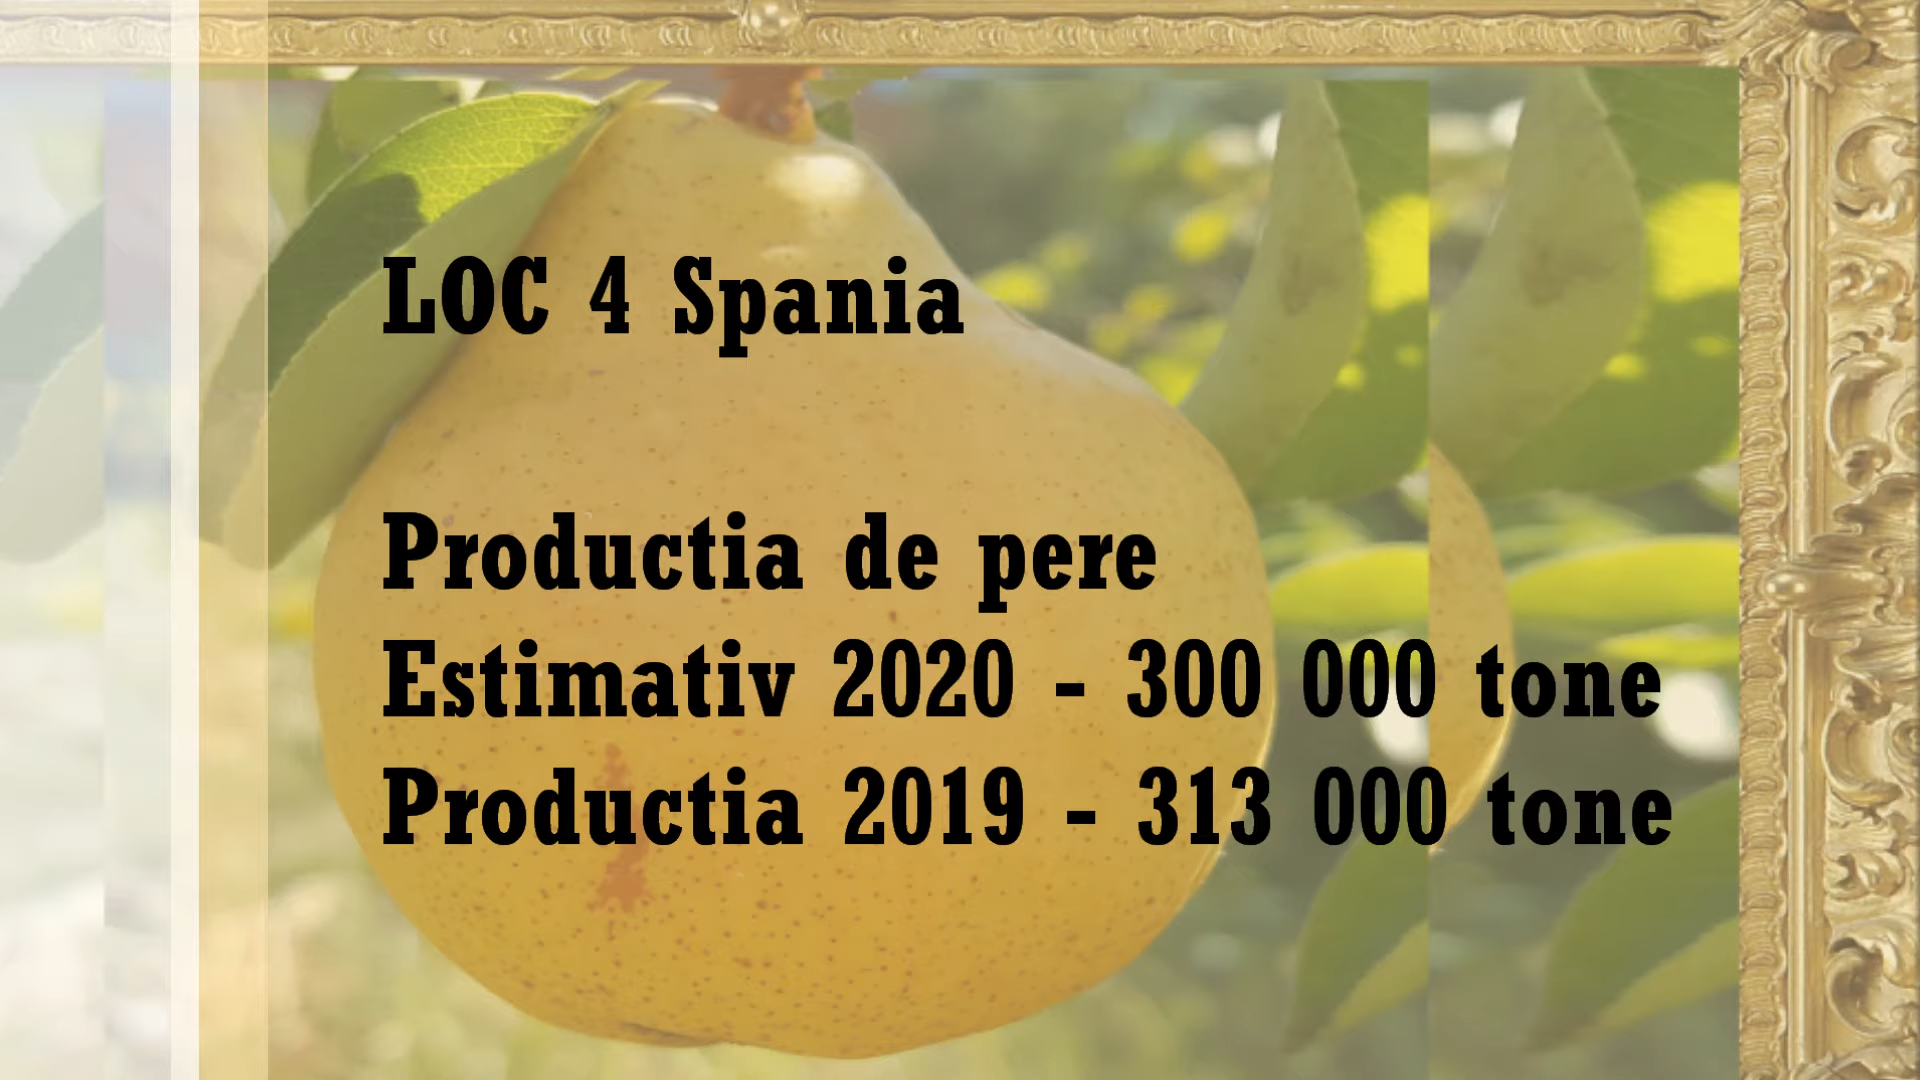 LOC 4 Spania
Productia de pere
Estimativ 2020 - 300 000 tone
Productia 2019 - 313 000 tone